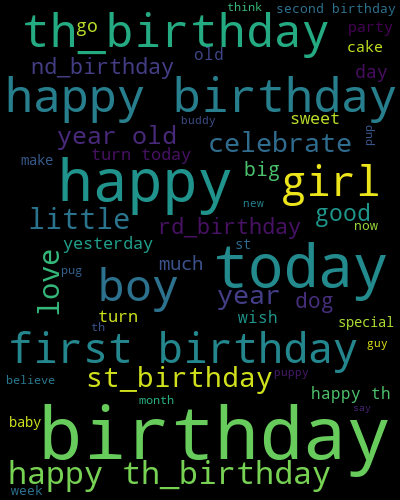 think
second birthday
th_birthday
go
party
old
cake
nd_birthday
day
happy birthday
buddy
sweet
year old
celebrate
pup
turn today
make
big
happy
girl
new
little
rd_birthday
good
now
yesterday
st
today
love
pug
much
boy
year
dog
turn
wish
special
th
first birthday
guy
believe
st_birthday
puppy
happy th
month
baby
say
birthday
happy th_birthday
week